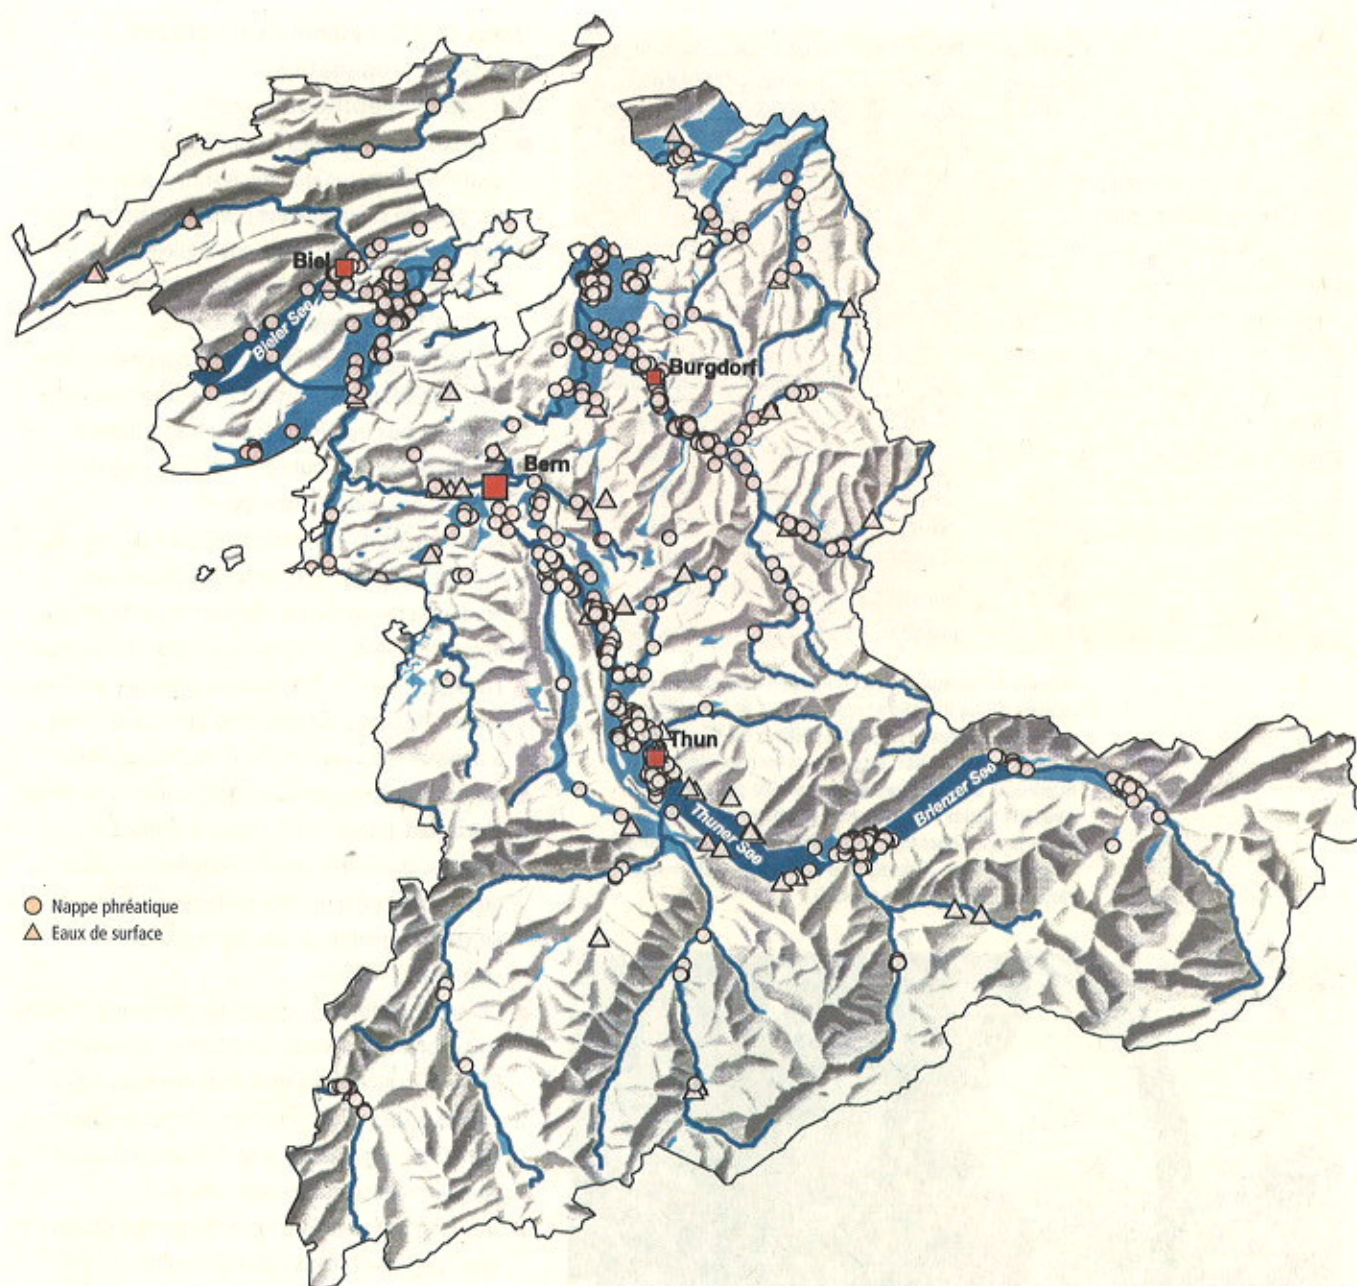 Biel
Bieler See
Burgdorf
Bern
Thun
Thuner See
Brienzer See
Nappe phréatique
Eaux de surface